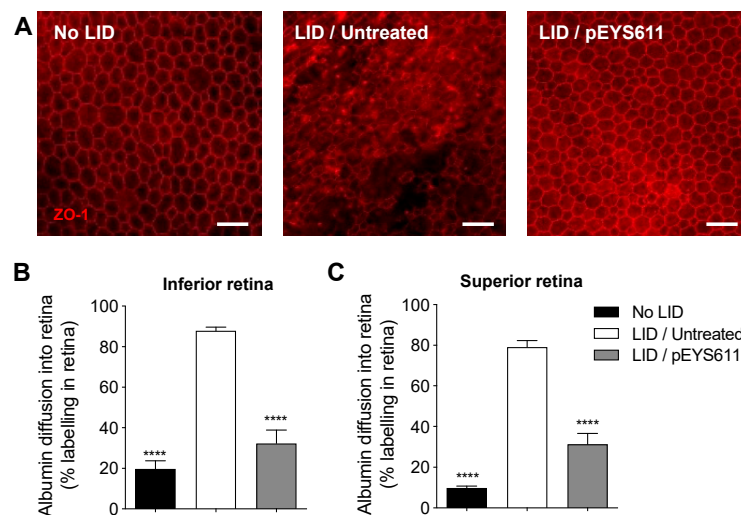 A
No LID
LID / Untreated
LID / pEYS611
ZO-1
B
Inferior retina
Albumin diffusion into retina
(% labelling in retina)
100
80
60
40
20
0
****
****
C
Superior retina
Albumin diffusion into retina
(% labelling in retina)
100
80
60
40
20
0
****
****
No LID
LID / Untreated
LID / pEYS611